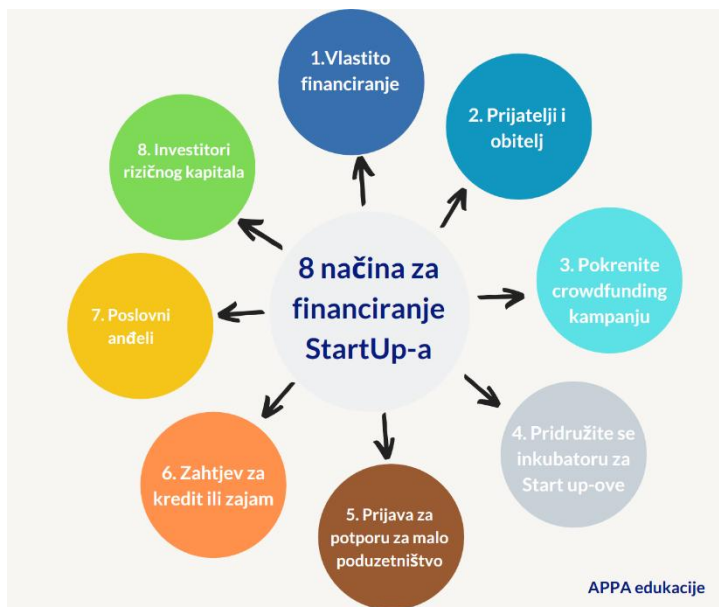 1.Vlastito
financiranje
2. Prijatelji i
obitelj
3. Pokrenite
crowdfunding
kampanju
4. Pridružite se
inkubatoru za
Start up-ove
5. Prijava za
potporu za malo
poduzetništvo
6. Zahtjev za
kredit ili zajam
7. Poslovni
anđeli
8. Investitori
rizičnog kapitala
8 načina za
financiranje
StartUp-a
APPA edukacije